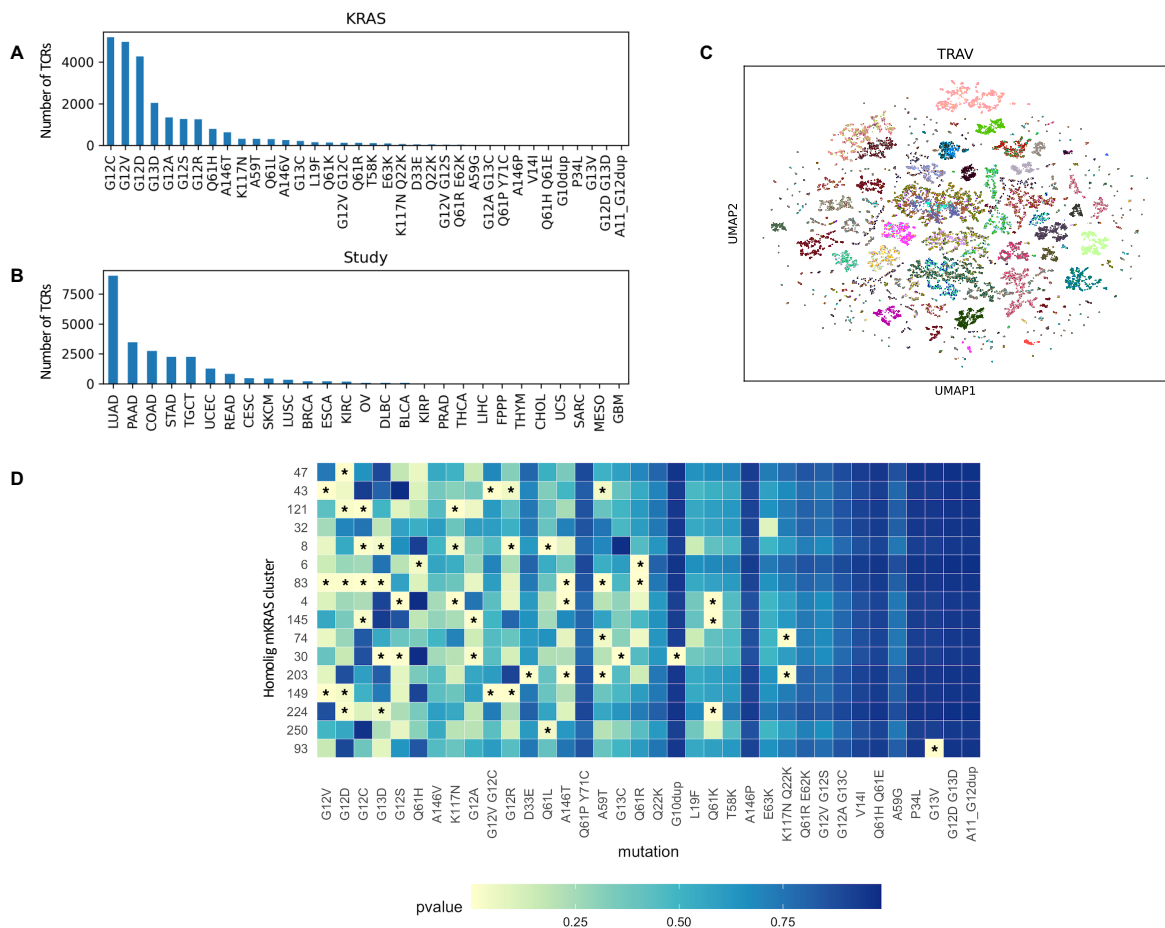 KRAS
A
Number of TCRs
4000
2000
0
G12C
G12V
G12D
G13D
G12A
G12S
G12R
Q61H
A146T
K117N
A59T
Q61L
A146V
G13C
L19F
Q61K
G12V G12C
Q61R
T58K
E63K
K117N Q22K
D33E
Q22K
G12V G12S
Q61R E62K
A59G
G12A G13C
Q61P Y71C
A146P
V14I
Q61H Q61E
G10dup
P34L
G13V
G12D G13D
A11_G12dup
Study
B
Number of TCRs
7500
5000
2500
0
LUAD
PAAD
COAD
STAD
TGCT
UCEC
READ
CESC
SKCM
LUSC
BRCA
ESCA
KIRC
OV
DLBC
BLCA
KIRP
PRAD
THCA
LIHC
FPPP
THYM
CHOL
UCS
SARC
MESO
GBM
C
TRAV
UMAP2
UMAP1
D
Homolig mKRAS cluster
47
43
121
32
8
6
83
4
145
74
30
203
149
224
250
93
G12V
G12D
G12C
G13D
G12S
Q61H
A146V
K117N
G12A
G12V G12C
G12R
D33E
Q61L
A146T
Q61P Y71C
A59T
G13C
Q61R
Q22K
G10dup
L19F
Q61K
T58K
A146P
E63K
K117N Q22K
Q61R E62K
G12V G12S
G12A G13C
V14I
Q61H Q61E
A59G
P34L
G13V
G12D G13D
A11_G12dup
mutation
pvalue
0.25
0.50
0.75